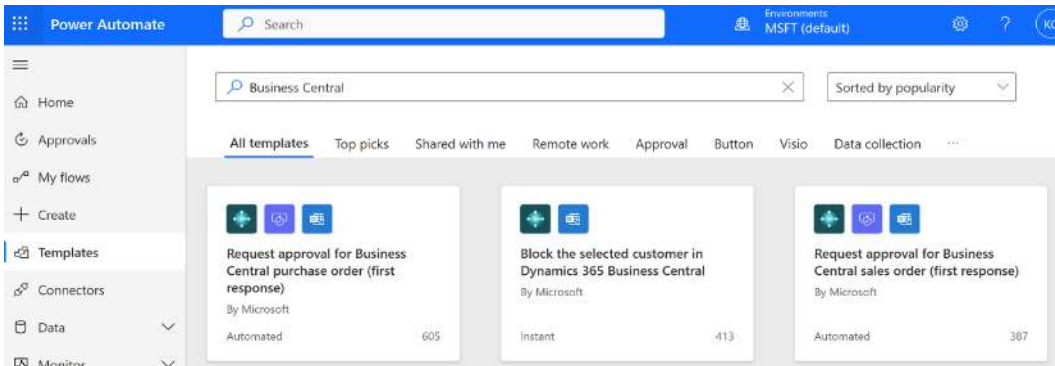 Power Automate
Search
Environments
MSFT (default)
?
Business Central
Sorted by popularity
Home
Approvals
My flows
Create
Templates
Connectors
Data
Monitor
All templates
Top picks
Shared with me
Remote work
Approval
Button
Visio
Data collection
...
Request approval for Business
Central purchase order (first
response)
By Microsoft
Automated
605
Block the selected customer in
Dynamics 365 Business Central
By Microsoft
Instant
413
Request approval for Business
Central sales order (first response)
By Microsoft
Automated
387